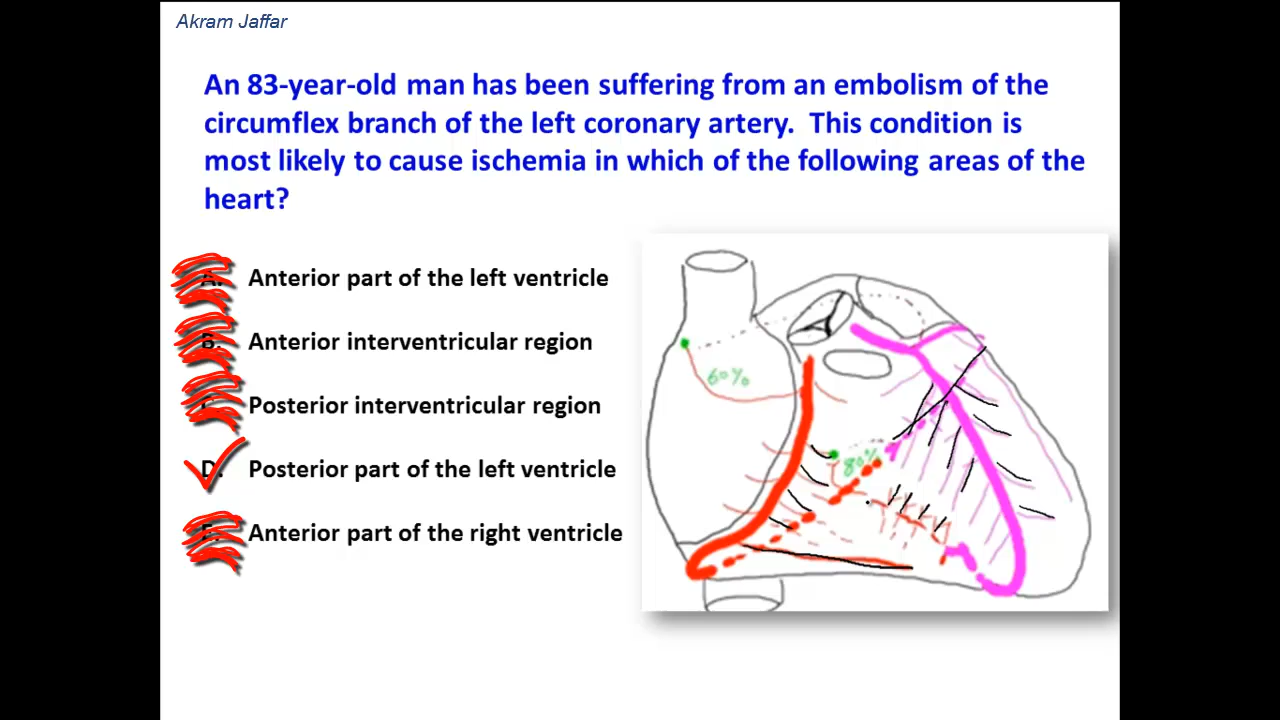 Akram Jaffar
An 83-year-old man has been suffering from an embolism of the
circumflex branch of the left coronary artery. This condition is
most likely to cause ischemia in which of the following areas of the
heart?
A. Anterior part of the left ventricle
B. Anterior interventricular region
Posterior interventricular region
D. Posterior part of the left ventricle
Anterior part of the right ventricle
60%
80%